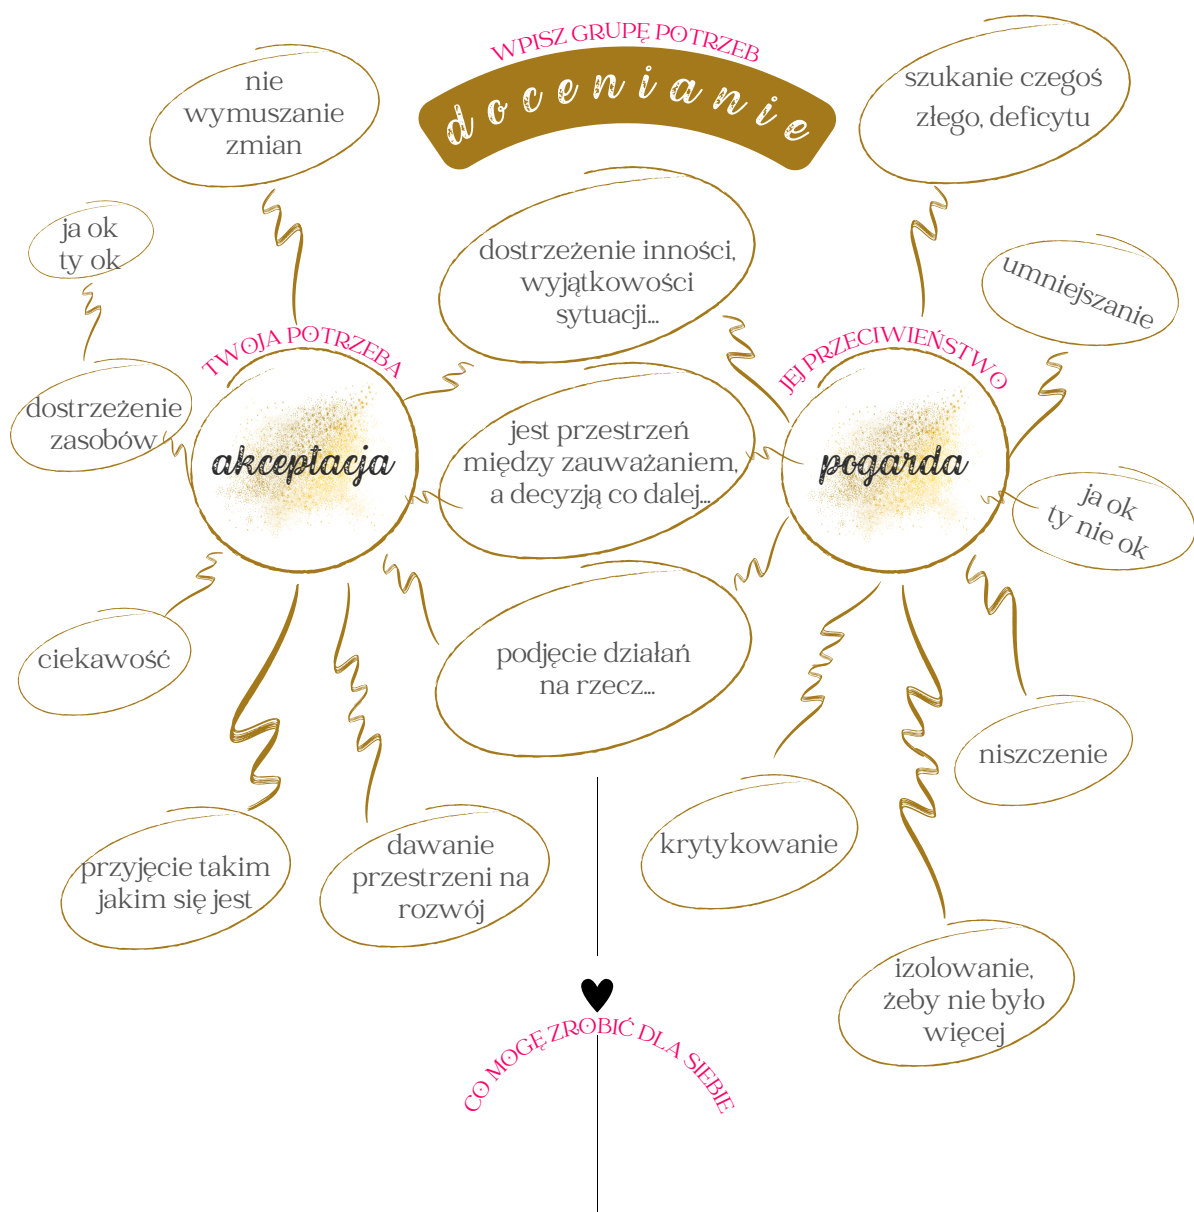 WPISZ GRUPĘ POTRZEB
docenianie
nie
wymuszanie
zmian
szukanie czegoś
złego, deficytu
ja ok
ty ok
dostrzeżenie inności,
wyjątkowości
sytuacji...
umniejszanie
TWOJA POTRZEBA
JEJ PRZECIWIEŃSTWO
dostrzeżenie
zasobów
akceptacja
jest przestrzeń
między zauważaniem,
a decyzją co dalej...
pogarda
ja ok
ty nie ok
ciekawość
podjęcie działań
na rzecz...
niszczenie
przyjęcie takim
jakim się jest
dawanie
przestrzeni na
rozwój
krytykowanie
izolowanie,
żeby nie było
więcej
CO MOGĘ ZROBIĆ DLA SIEBIE